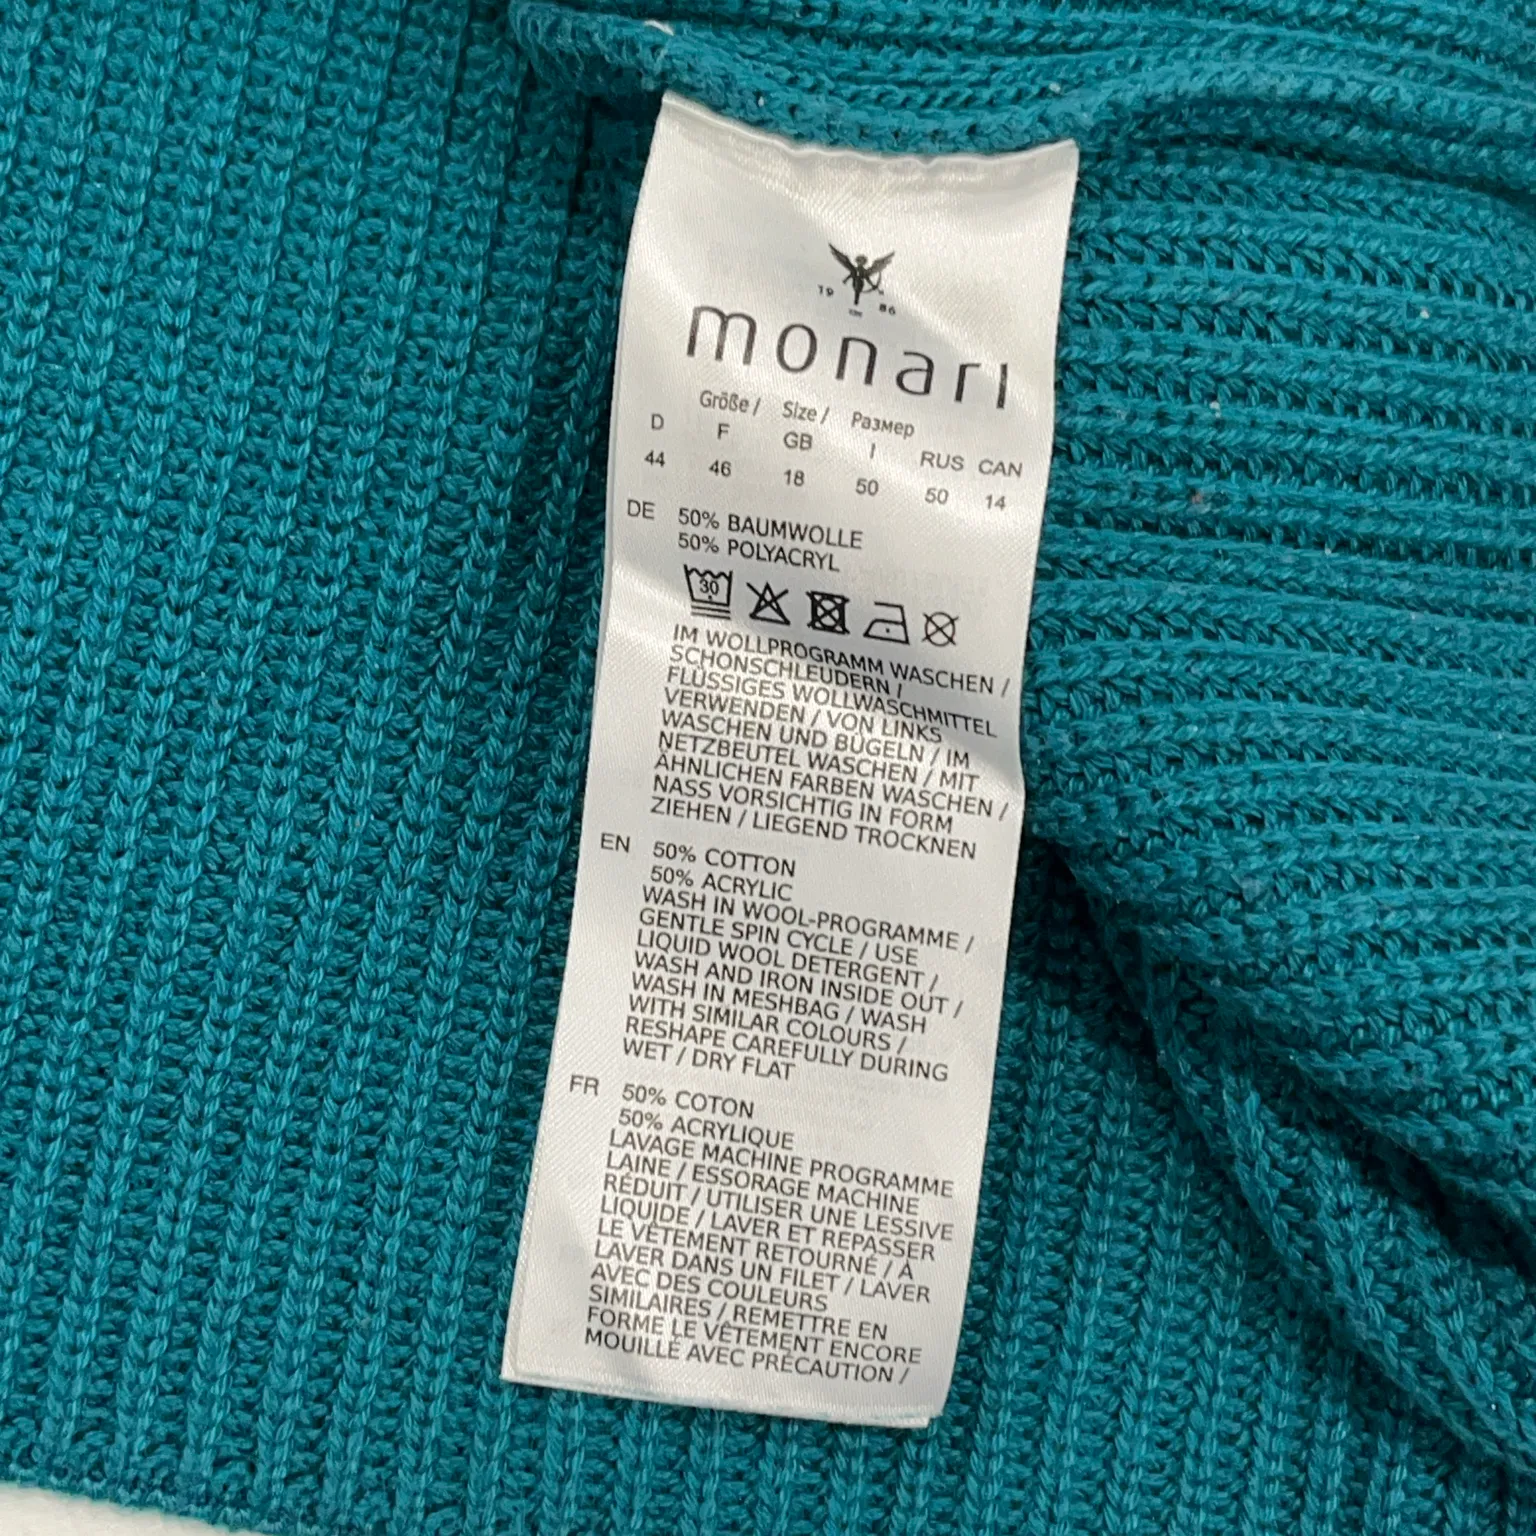 19 86
monari
Größe / Size / Размер
D F GB I RUS CAN
44 46 18 50 50 14
DE 50% BAUMWOLLE
50% POLYACRYL
30
IM WOLLPROGRAMM WASCHEN /
SCHONSCHLEUDERN /
FLÜSSIGES WOLLWASCHMITTEL
VERWENDEN / VON LINKS
WASCHEN UND BÜGELN / IM
NETZBEUTEL WASCHEN / MIT
ÄHNLICHEN FARBEN WASCHEN /
NASS VORSICHTIG IN FORM
ZIEHEN / LIEGEND TROCKNEN
EN 50% COTTON
50% ACRYLIC
WASH IN WOOL-PROGRAMME /
GENTLE SPIN CYCLE / USE
LIQUID WOOL DETERGENT /
WASH AND IRON INSIDE OUT /
WASH IN MESHBAG / WASH
WITH SIMILAR COLOURS /
RESHAPE CAREFULLY DURING
WET / DRY FLAT
FR 50% COTON
50% ACRYLIQUE
LAVAGE MACHINE PROGRAMME
LAINE / ESSORAGE MACHINE
RÉDUIT / UTILISER UNE LESSIVE
LIQUIDE / LAVER ET REPASSER
LE VÊTEMENT RETOURNÉ / À
LAVER DANS UN FILET / LAVER
AVEC DES COULEURS
SIMILAIRES / REMETTRE EN
FORME LE VÊTEMENT ENCORE
MOUILLÉ AVEC PRÉCAUTION /